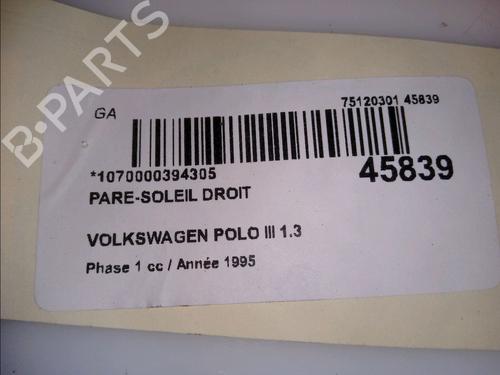 B-PARTS
GA
75120301 45839
*1070000394305
45839
PARE-SOLEIL DROIT
VOLKSWAGEN POLO III 1.3
Phase 1 cc / Année 1995